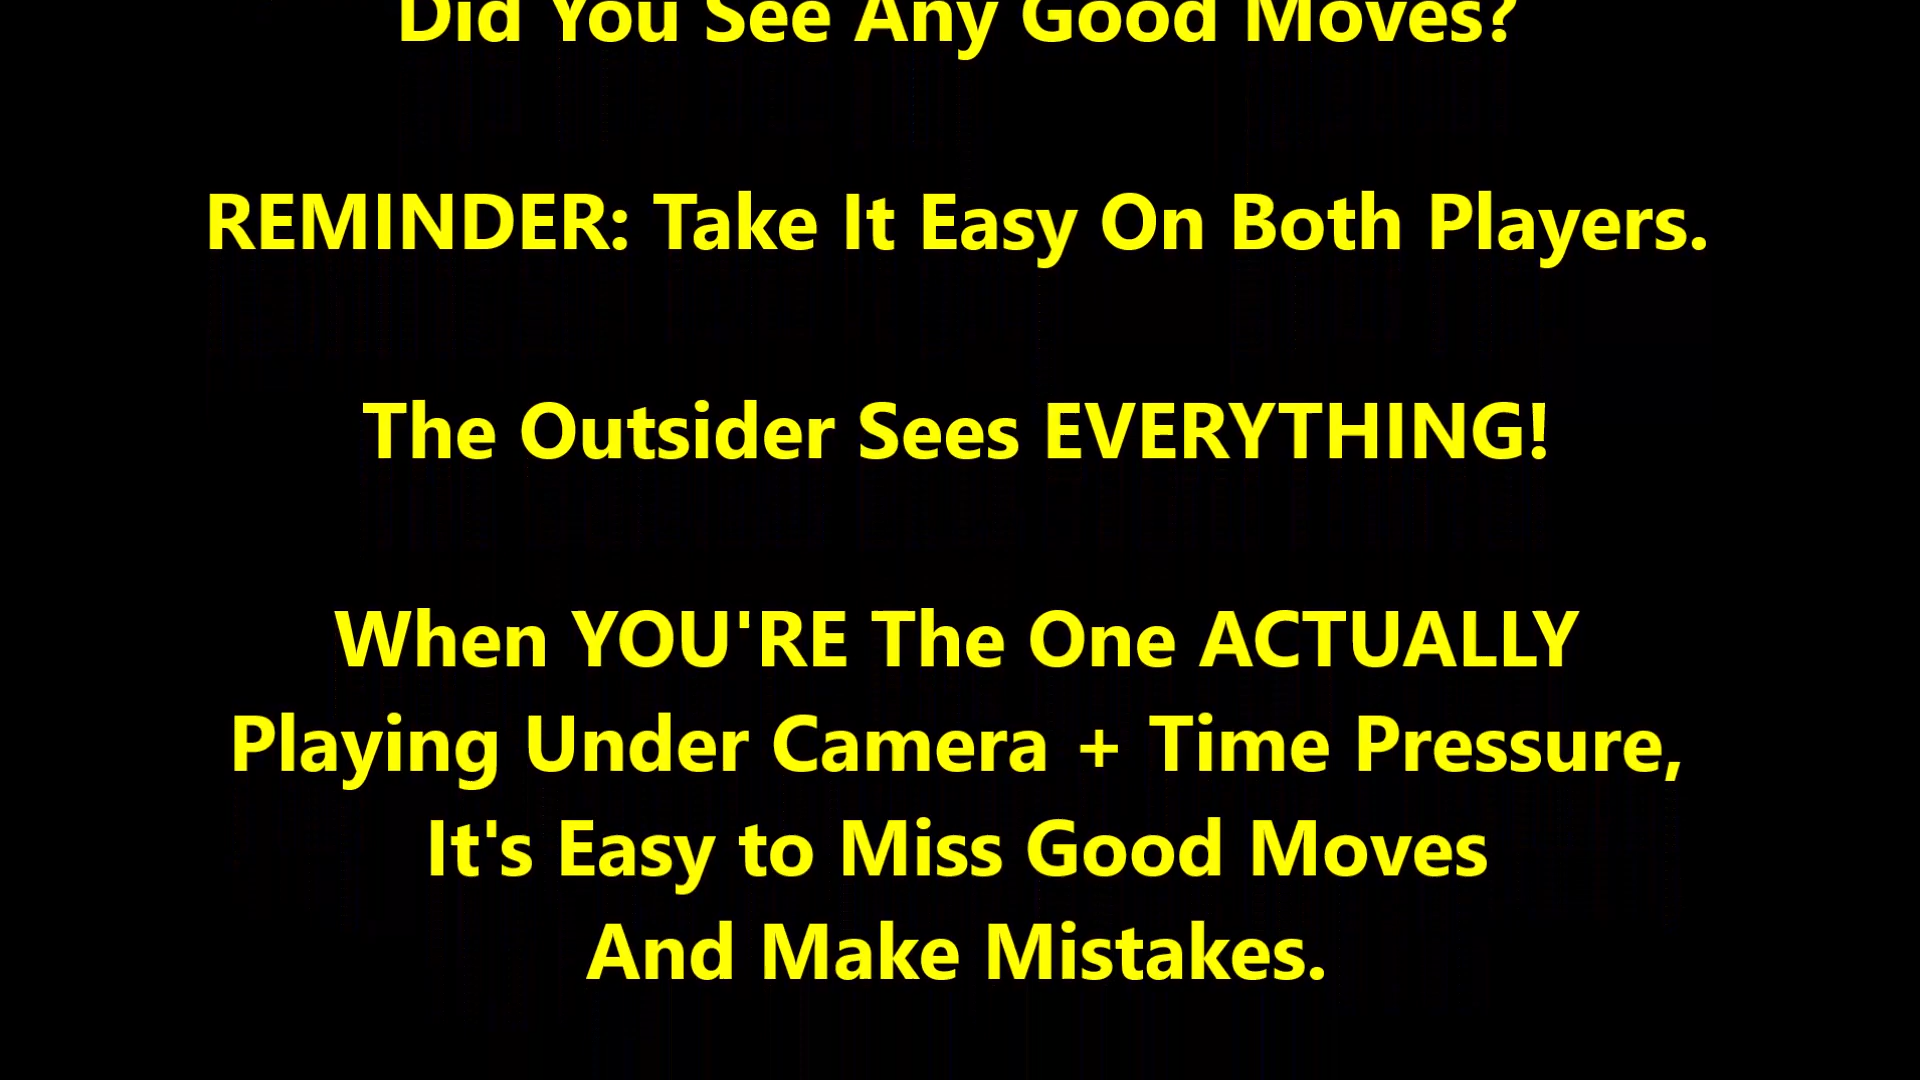 Did You See Any Good Moves?
REMINDER: Take It Easy On Both Players.
The Outsider Sees EVERYTHING!
When YOU'RE The One ACTUALLY
Playing Under Camera + Time Pressure,
It's Easy to Miss Good Moves
And Make Mistakes.